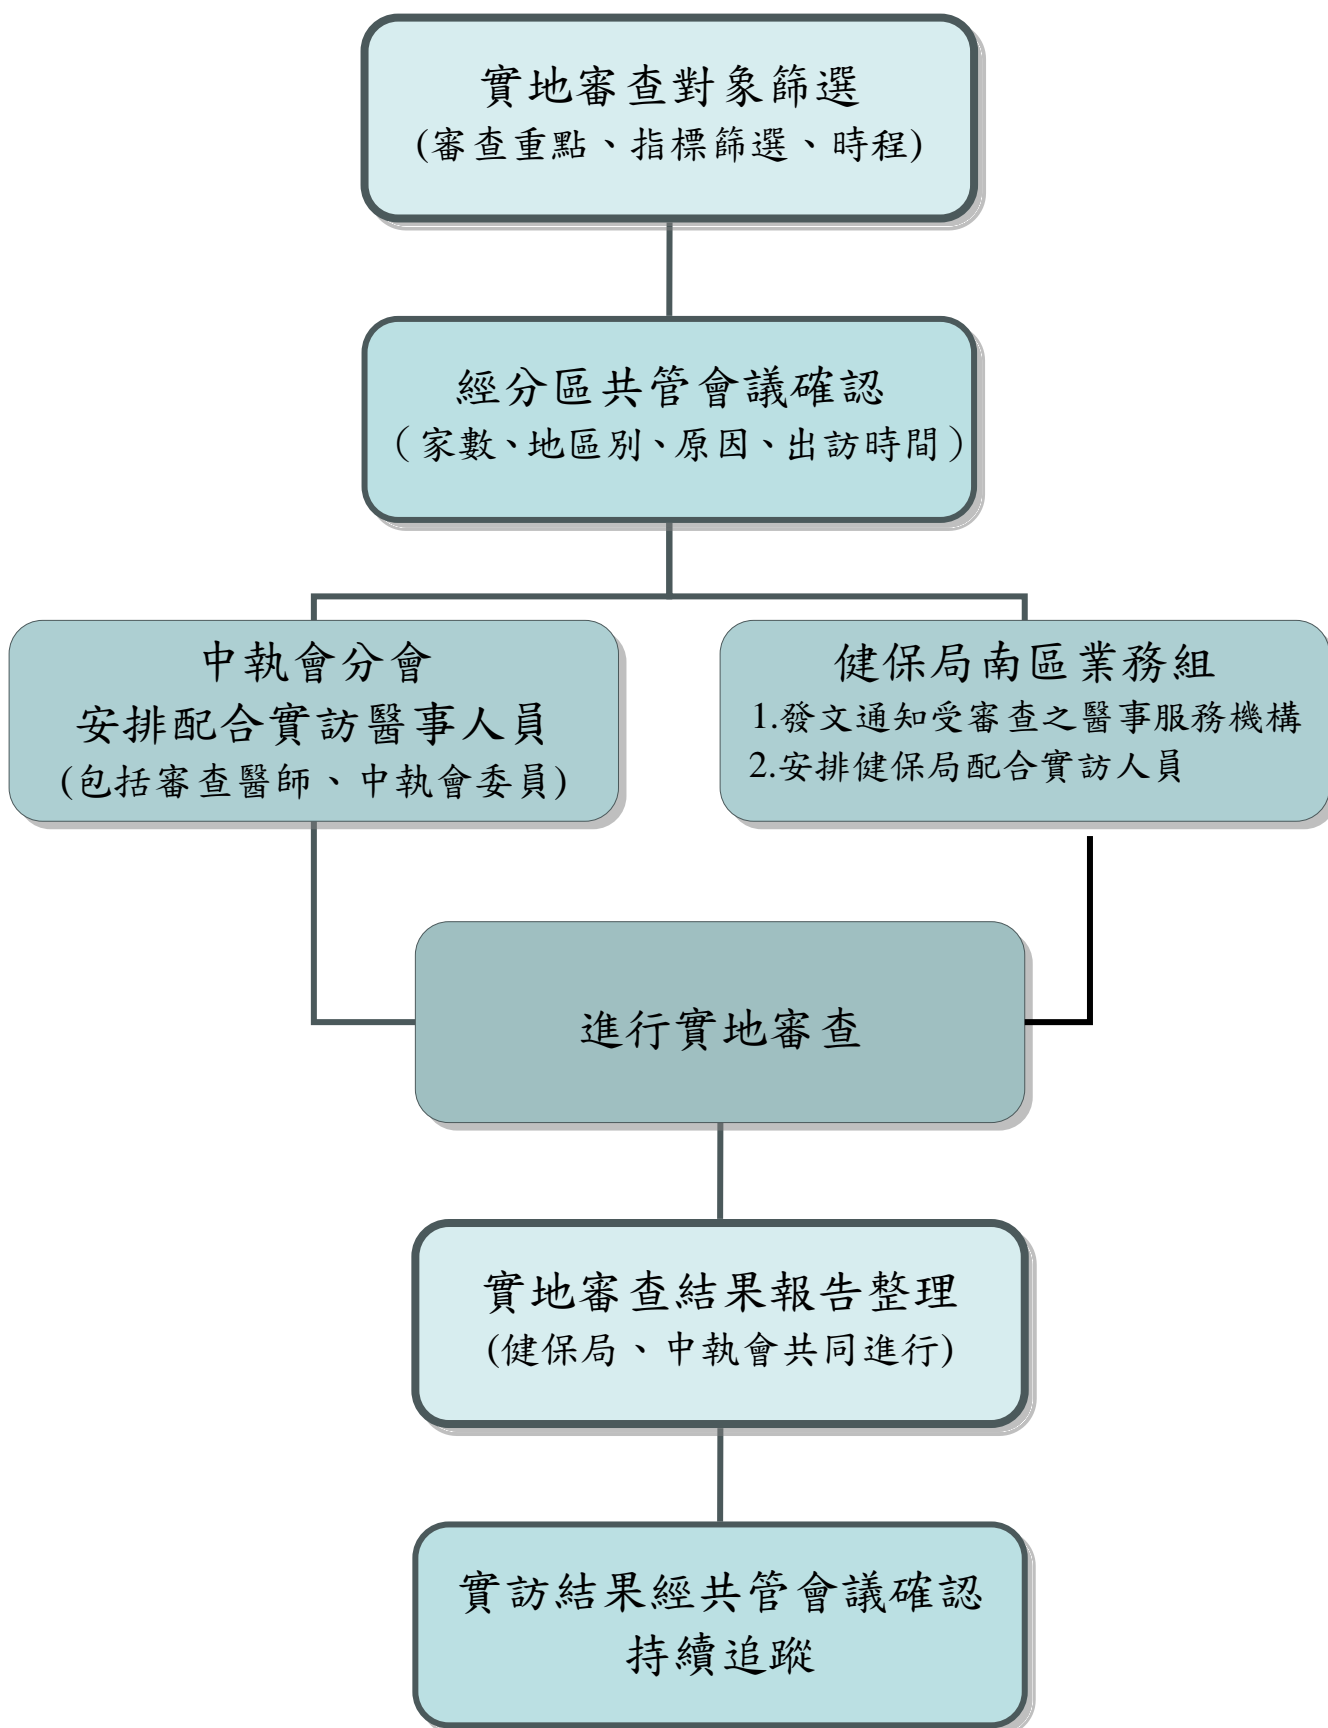 實地審查對象篩選
(審查重點、指標篩選、時程)
經分區共管會議確認
（家數、地區別、原因、出訪時間）
中執會分會
安排配合實訪醫事人員
(包括審查醫師、中執會委員)
健保局南區業務組
1.發文通知受審查之醫事服務機構
2.安排健保局配合實訪人員
進行實地審查
實地審查結果報告整理
(健保局、中執會共同進行)
實訪結果經共管會議確認
持續追蹤